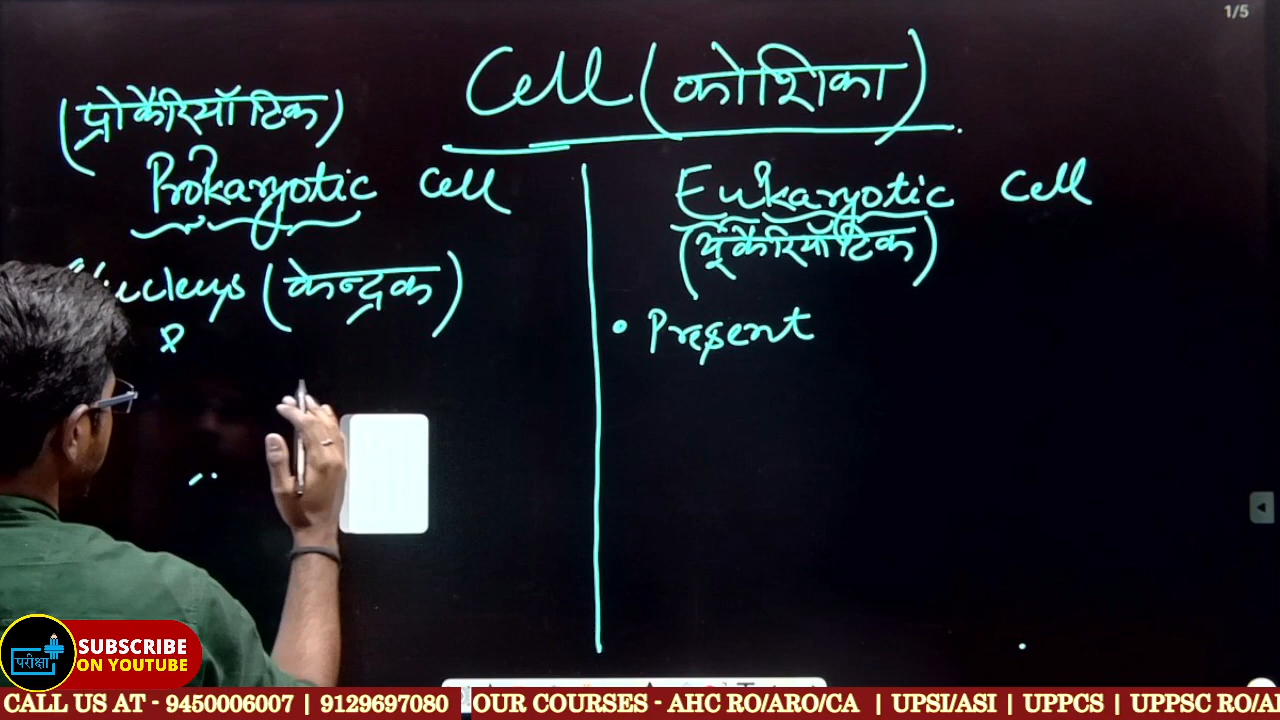 1/5
Cell (कोशिका)
(प्रोकैरियॉटिक)
Prokaryotic Cell
Nucleus (केन्द्रक)
Eukaryotic Cell
(यूकैरियॉटिक)
• Present
परीक्षा
SUBSCRIBE
ON YOUTUBE
CALL US AT - 9450006007 | 9129697080 OUR COURSES - AHC RO/ARO/CA | UPSI/ASI | UPPCS | UPPSC RO/A